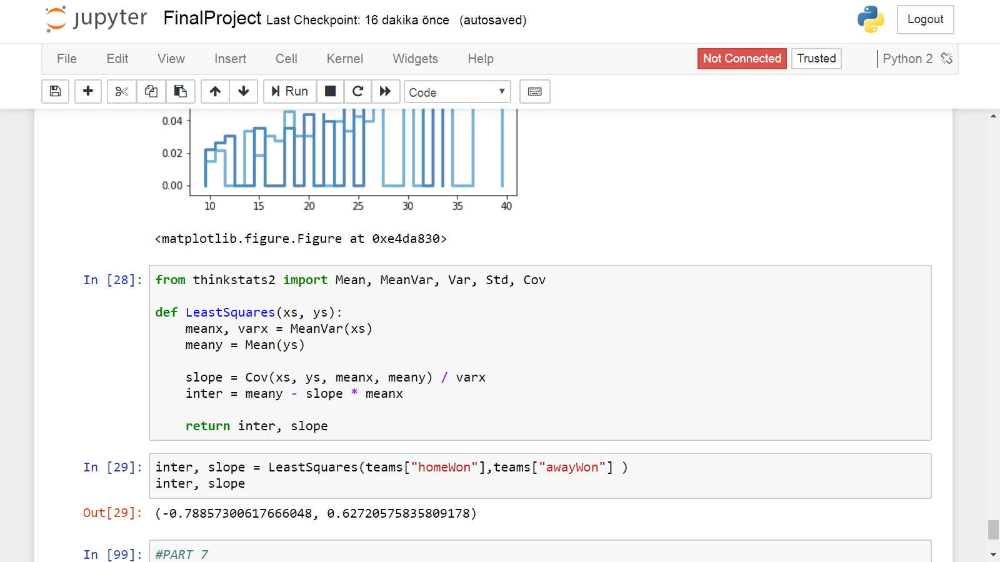 jupyter FinalProject Last Checkpoint: 16 dakika önce (autosaved) Logout
File Edit View Insert Cell Kernel Widgets Help Not Connected Trusted Python 2
Run Code
0.04
0.02
0.00
10 15 20 25 30 35 40
<matplotlib.figure.Figure at 0xe4da830>
In [28]: from thinkstats2 import Mean, MeanVar, Var, Std, Cov
def LeastSquares(xs, ys):
meanx, varx = MeanVar(xs)
meany = Mean(ys)
slope = Cov(xs, ys, meanx, meany) / varx
inter = meany - slope * meanx
return inter, slope
In [29]: inter, slope = LeastSquares(teams["homeWon"],teams["awayWon"] )
inter, slope
Out[29]: (-0.78857300617666048, 0.62720575835809178)
In [99]: #PART 7